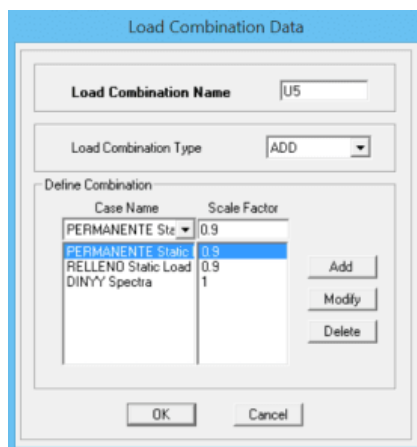 Load Combination Data
Load Combination Name U5
Load Combination Type ADD
Define Combination
Case Name Scale Factor
PERMANENTE Sta 0.9
PERMANENTE Static 0.9
RELLENO Static Load 0.9
DINYY Spectra 1
Add
Modify
Delete
OK Cancel